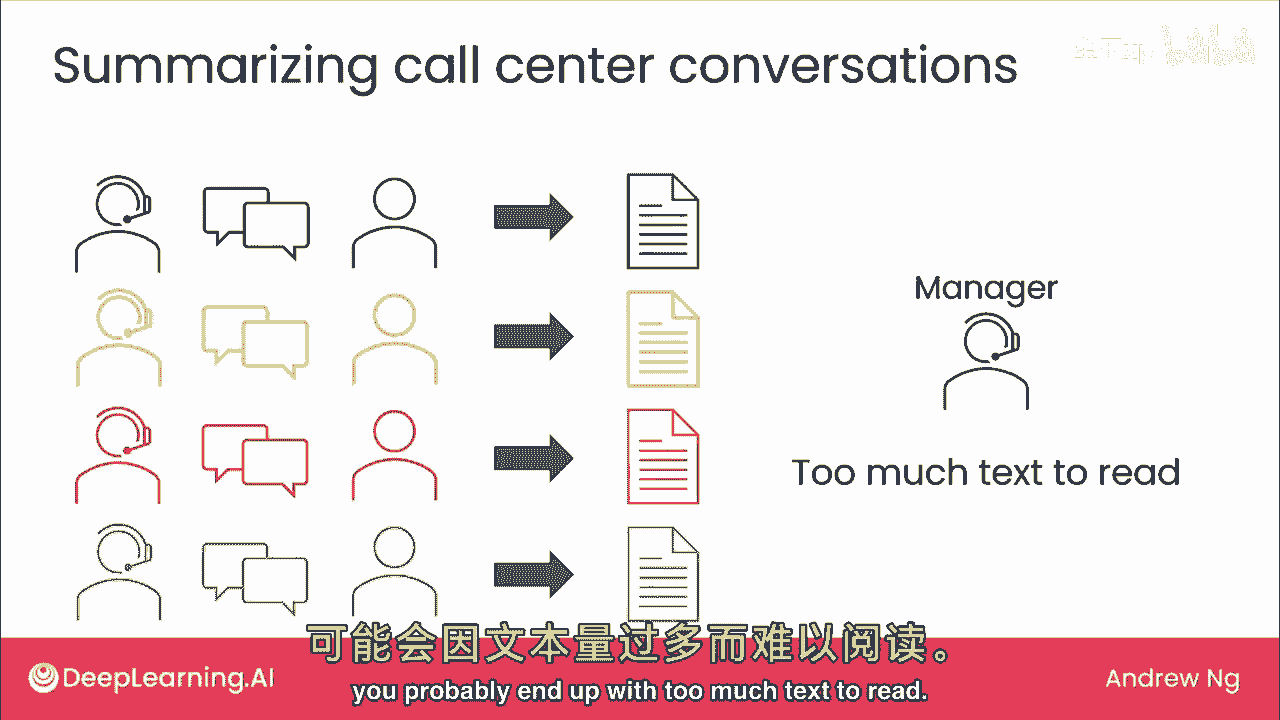 Summarizing call center conversations
Manager
Too much text to read
可能会因文本量过多而难以阅读。
you probably end up with too much text to read.
DeepLearning.AI
Andrew Ng